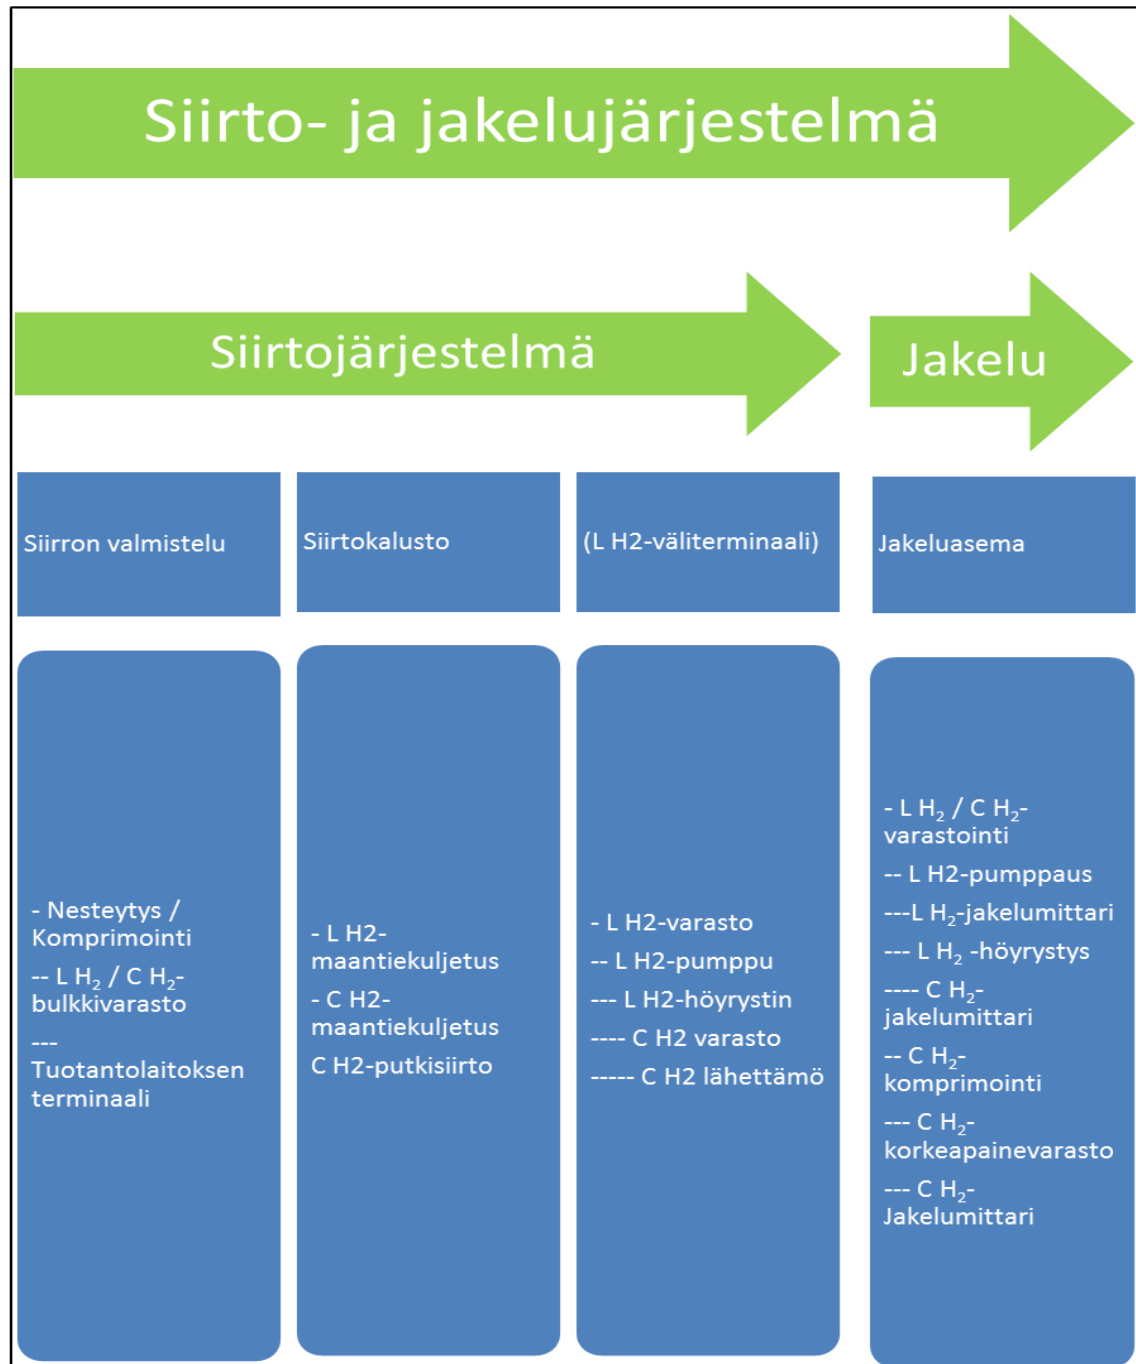 Siirto- ja jakelujärjestelmä
Siirtojärjestelmä
Jakelu
Siirron valmistelu
Siirtokalusto
(L H2-väliterminaali)
Jakeluasema
- Nesteytys /
Komprimointi
-- L H₂ / C H₂-
bulkkivarasto
---
Tuotantolaitoksen
terminaali
- L H2-
maantiekuljetus
- C H2-
maantiekuljetus
C H2-putkisiirto
- L H2-varasto
-- L H2-pumppu
--- L H2-höyrystin
---- C H2 varasto
----- C H2 lähettämö
- L H₂ / C H₂-
varastointi
-- L H2-pumppaus
---L H₂-jakelumittari
--- L H₂ -höyrystys
---- C H₂-
jakelumittari
-- C H₂-
komprimointi
--- C H₂-
korkeapainevarasto
--- C H₂-
Jakelumittari